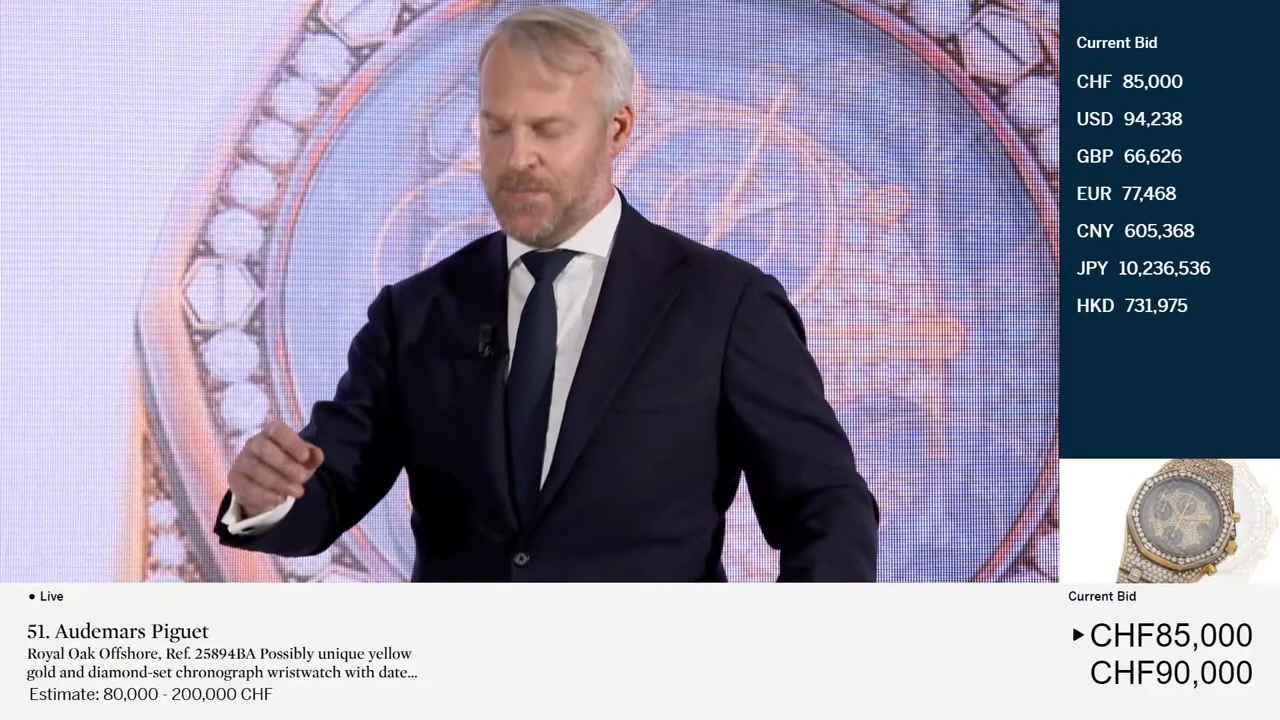 Current Bid
CHF 85,000
USD 94,238
GBP 66,626
EUR 77,468
CNY 605,368
JPY 10,236,536
HKD 731,975
• Live
51. Audemars Piguet
Royal Oak Offshore, Ref. 25894BA Possibly unique yellow
gold and diamond-set chronograph wristwatch with date...
Estimate: 80,000 - 200,000 CHF
Current Bid
CHF85,000
CHF90,000